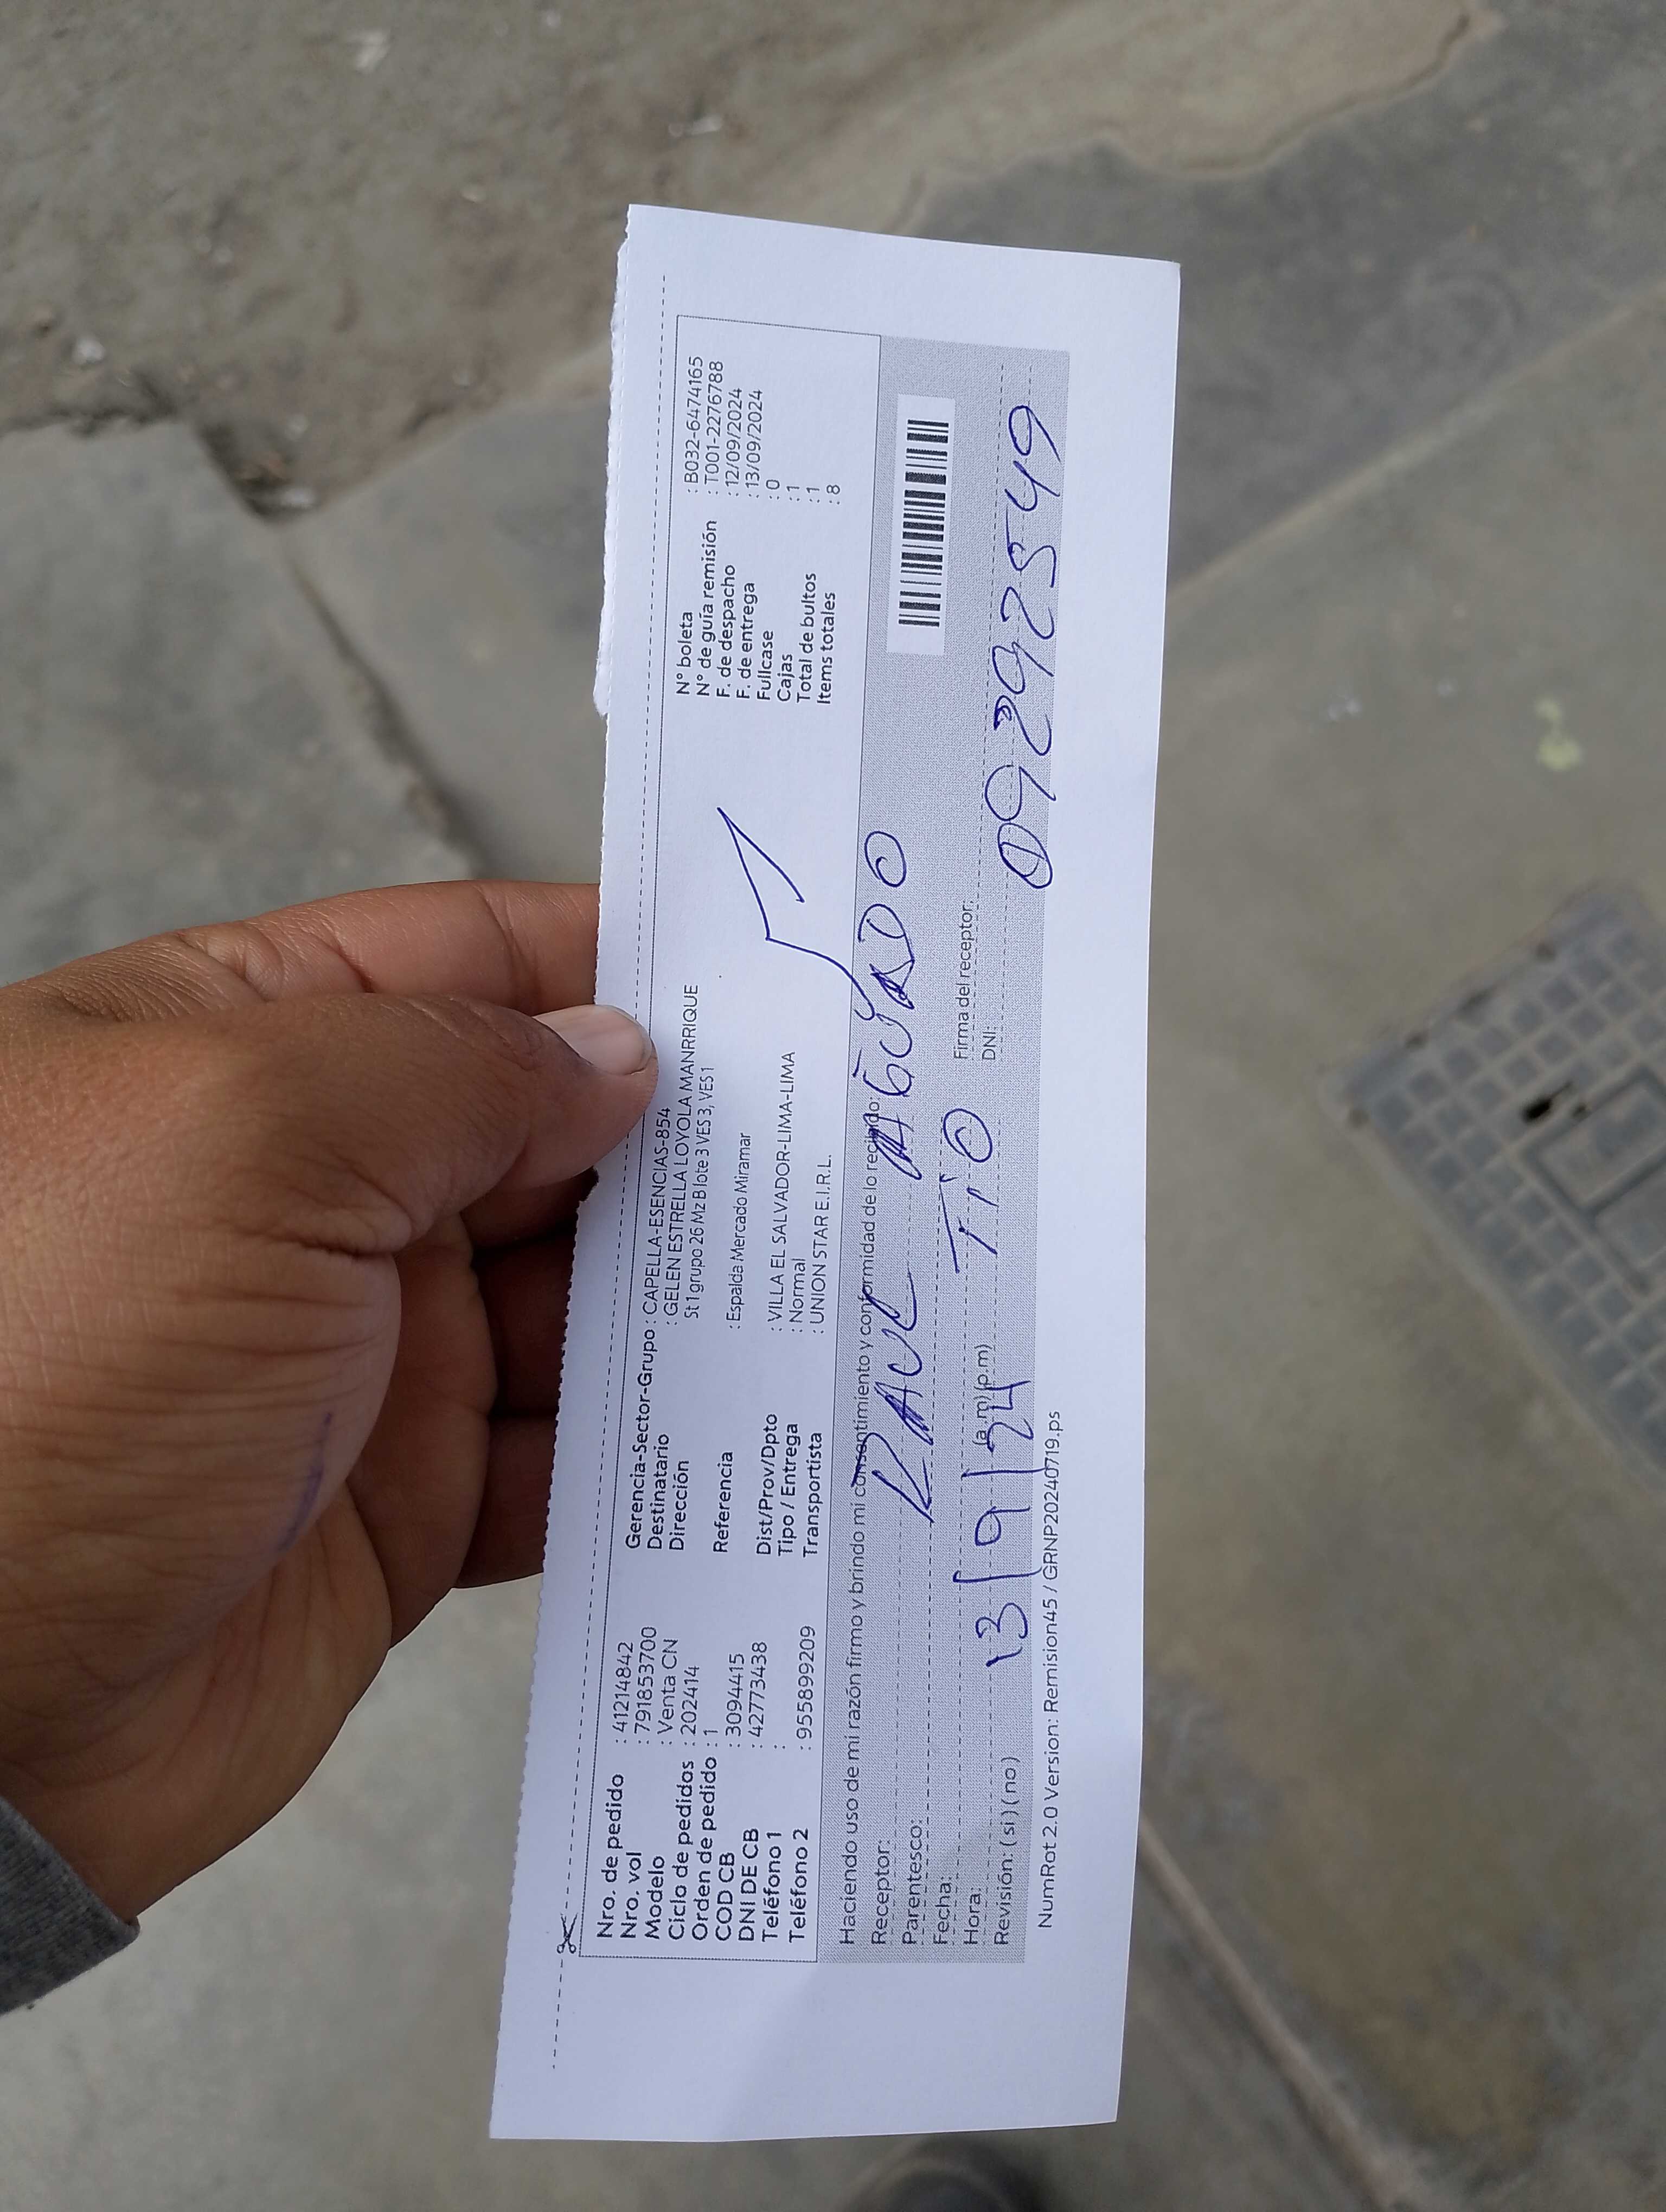 Nro. de pedido : 41214842
Nro. vol : 791853700
Modelo : Venta CN
Ciclo de pedidos : 202414
Orden de pedido : 1
COD CB : 3094415
DNI DE CB : 42773438
Teléfono 1 :
Teléfono 2 : 955899209
Gerencia-Sector-Grupo : CAPELLA-ESENCIAS-854
Destinatario : GELEN ESTRELLA LOYOLA MANRRIQUE
Dirección St 1 grupo 26 Mz B lote 3 VES 3, VES 1
Referencia : Espalda Mercado Miramar
Dist/Prov/Dpto : VILLA EL SALVADOR-LIMA-LIMA
Tipo / Entrega : Normal
Transportista : UNION STAR E.I.R.L.
N° boleta : B032-6474165
N° de guía remisión : T001-2276788
F. de despacho : 12/09/2024
F. de entrega : 13/09/2024
Fullcase : 0
Cajas : 1
Total de bultos : 1
Items totales : 8
Haciendo uso de mi razón firmo y brindo mi consentimiento y conformidad de lo recibido:
Receptor: RAUL AGUADO
Parentesco: TiO
Fecha: 13/9/24
Hora: (a.m) (p.m)
Revisión: ( si ) ( no )
Firma del receptor:
DNI: 09292549
NumRot 2.0 Version: Remision45 / GRNP20240719.ps